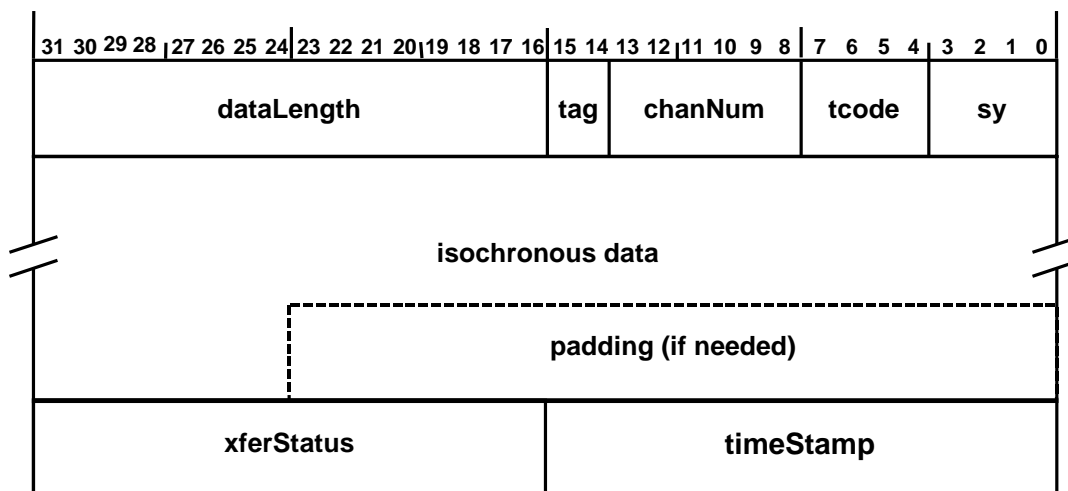 31 30 29 28 27 26 25 24 23 22 21 20 19 18 17 16 15 14 13 12 11 10 9 8 7 6 5 4 3 2 1 0
dataLength tag chanNum tcode sy
isochronous data
padding (if needed)
xferStatus timeStamp